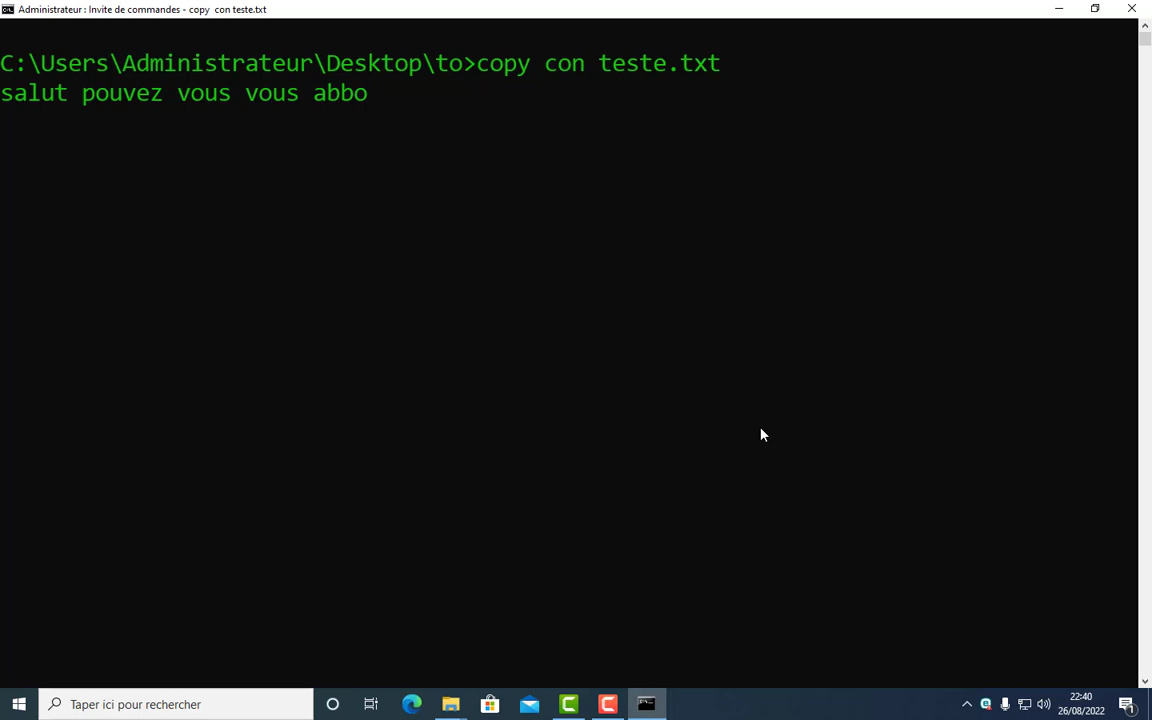 Administrateur : Invite de commandes - copy  con teste.txt
C:\Users\Administrateur\Desktop\to>copy con teste.txt
salut pouvez vous vous abbo
Taper ici pour rechercher
22:40
26/08/2022
1